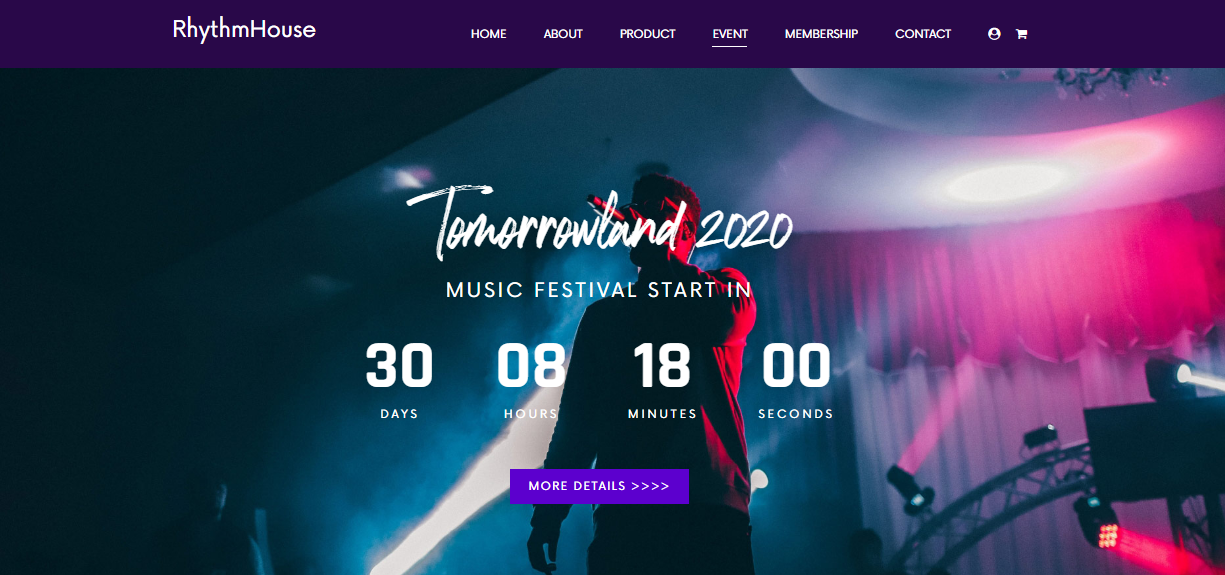 RhythmHouse HOME ABOUT PRODUCT EVENT MEMBERSHIP CONTACT
Tomorrowland 2020
MUSIC FESTIVAL START IN
30 08 18 00
DAYS HOURS MINUTES SECONDS
MORE DETAILS >>>>